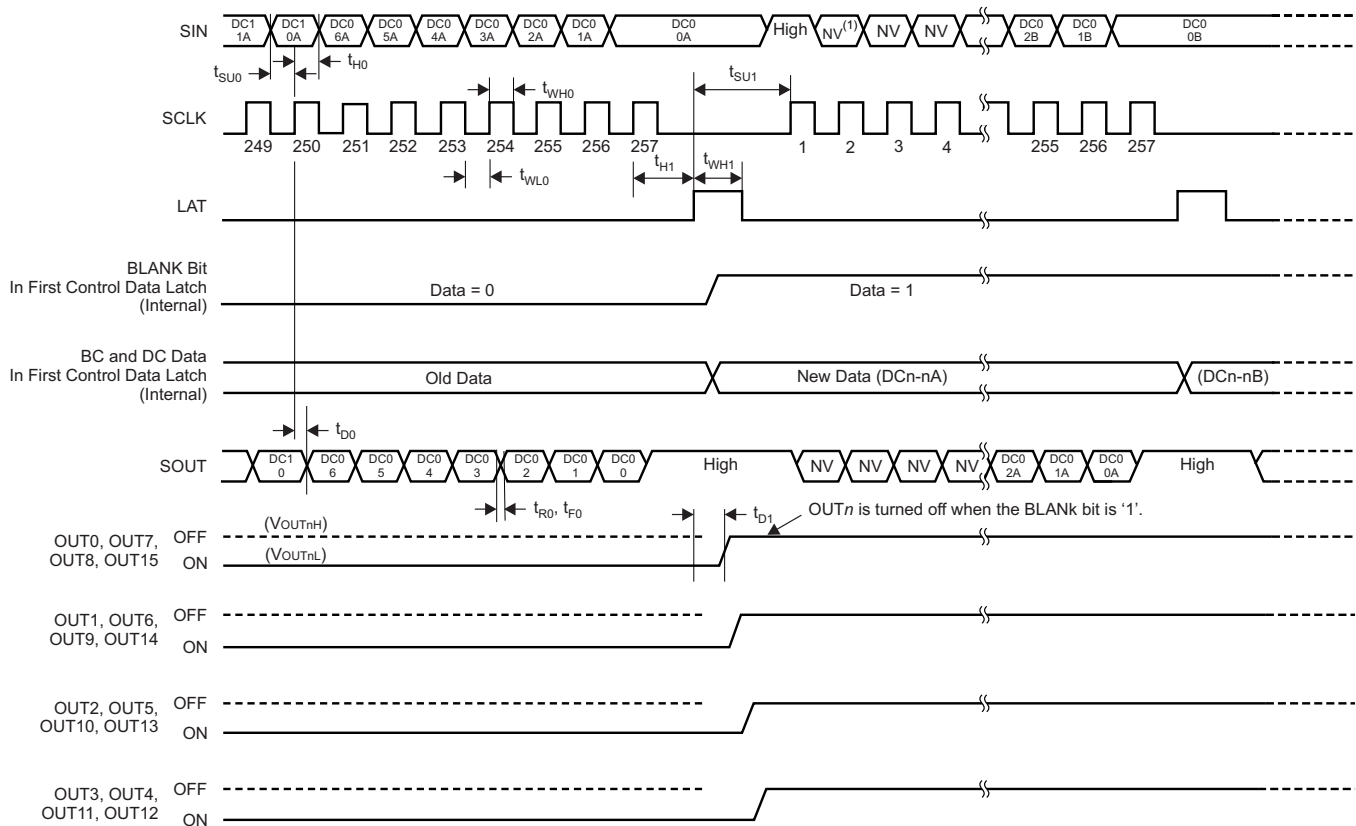 SIN
DC1 1A
DC1 0A
DC0 6A
DC0 5A
DC0 4A
DC0 3A
DC0 2A
DC0 1A
DC0 0A
High
NV(1)
NV
NV
DC0 2B
DC0 1B
DC0 0B
tSU0
tH0
tWH0
tSU1
SCLK
249 250 251 252 253 254 255 256 257 1 2 3 4 255 256 257
tWL0
tH1
tWH1
LAT
BLANK Bit
In First Control Data Latch
(Internal)
Data = 0
Data = 1
BC and DC Data
In First Control Data Latch
(Internal)
Old Data
New Data (DCn-nA)
(DCn-nB)
tD0
SOUT
DC1 0
DC0 6
DC0 5
DC0 4
DC0 3
DC0 2
DC0 1
DC0 0
High
NV
NV
NV
NV
DC0 2A
DC0 1A
DC0 0A
High
tR0, tF0
tD1
OUTn is turned off when the BLANk bit is ‘1’.
OUT0, OUT7,
OUT8, OUT15
OFF
(VOUTnH)
ON
(VOUTnL)
OUT1, OUT6,
OUT9, OUT14
OFF
ON
OUT2, OUT5,
OUT10, OUT13
OFF
ON
OUT3, OUT4,
OUT11, OUT12
OFF
ON